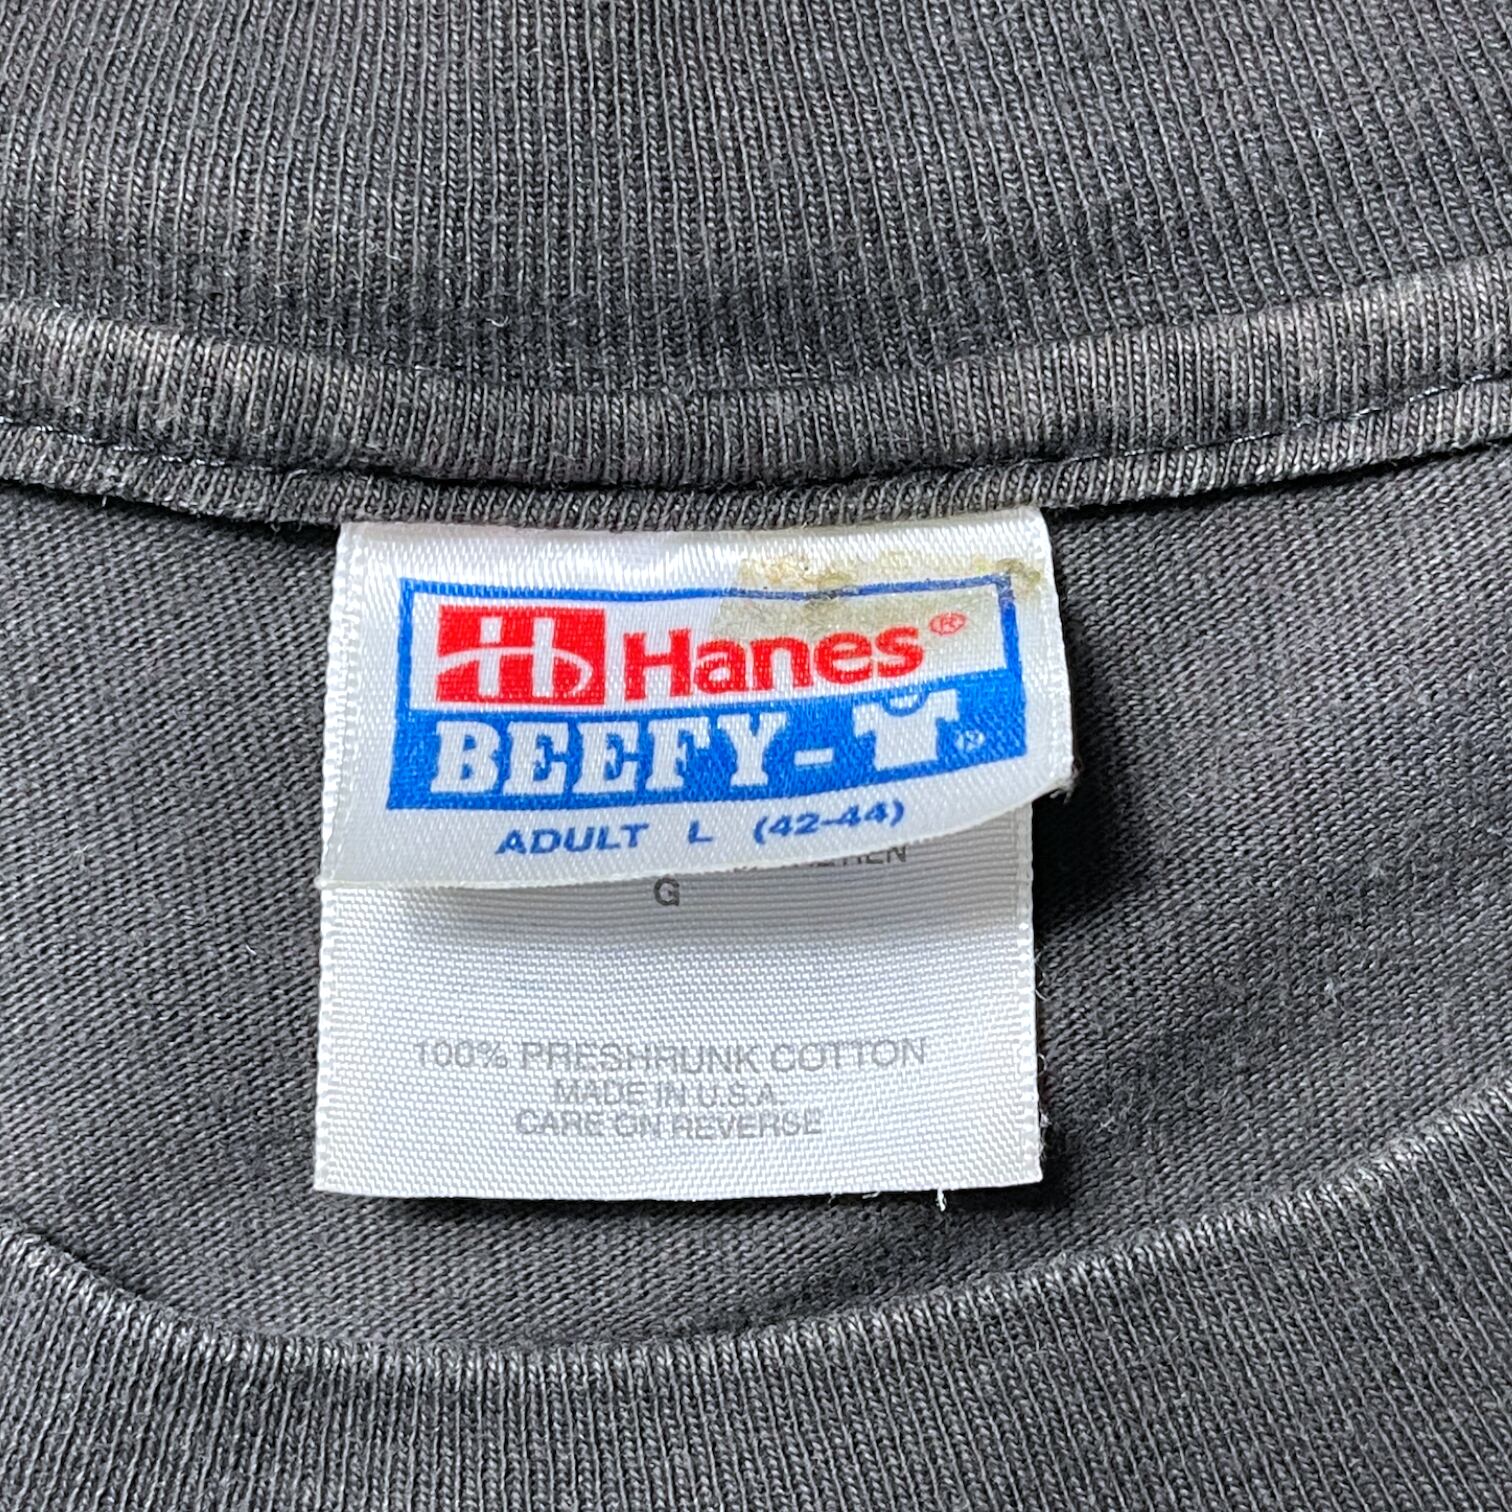 H Hanes®
BEEFY-T®
ADULT L (42-44)
G
100% PRESHRUNK COTTON
MADE IN U.S.A.
CARE ON REVERSE